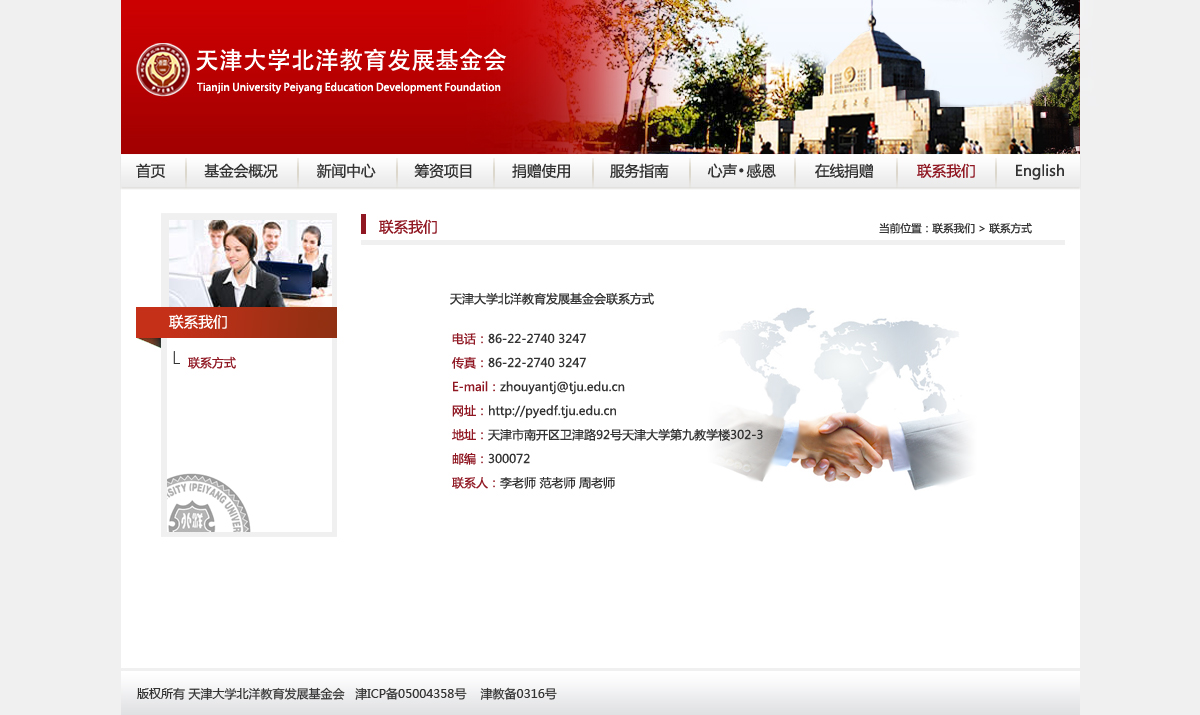 天津大学北洋教育发展基金会
Tianjin University Peiyang Education Development Foundation
首页 基金会概况 新闻中心 筹资项目 捐赠使用 服务指南 心声•感恩 在线捐赠 联系我们 English
联系我们
当前位置：联系我们 > 联系方式
联系我们
联系方式
天津大学北洋教育发展基金会联系方式
电话：86-22-2740 3247
传真：86-22-2740 3247
E-mail：zhouyantj@tju.edu.cn
网址：http://pyedf.tju.edu.cn
地址：天津市南开区卫津路92号天津大学第九教学楼302-3
邮编：300072
联系人：李老师 范老师 周老师
SITY (PEIYANG UNIVER
北洋
版权所有 天津大学北洋教育发展基金会 津ICP备05004358号 津教备0316号